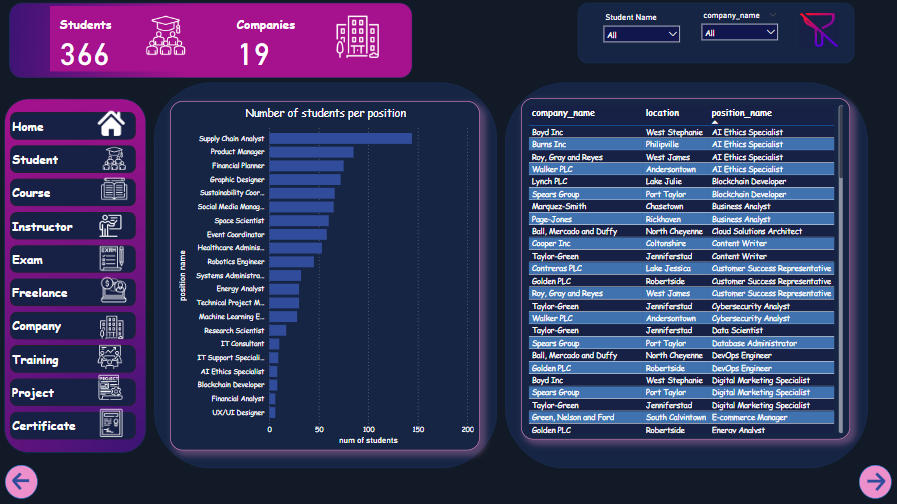 Students
366
Companies
19
Student Name
All
company_name
All
Home
Student
Course
Instructor
Exam
Freelance
Company
Training
Project
Certificate
Number of students per position
position name
Supply Chain Analyst
Product Manager
Financial Planner
Graphic Designer
Sustainability Coor...
Social Media Manag...
Space Scientist
Event Coordinator
Healthcare Adminis...
Robotics Engineer
Systems Administra...
Energy Analyst
Technical Project M...
Machine Learning E...
Research Scientist
IT Consultant
IT Support Speciali...
AI Ethics Specialist
Blockchain Developer
Financial Analyst
UX/UI Designer
0 50 100 150 200
num of students
company_name location position_name
Boyd Inc West Stephanie AI Ethics Specialist
Burns Inc Philipville AI Ethics Specialist
Roy, Gray and Reyes West James AI Ethics Specialist
Walker PLC Andersontown AI Ethics Specialist
Lynch PLC Lake Julie Blockchain Developer
Spears Group Port Taylor Blockchain Developer
Marquez-Smith Chasetown Business Analyst
Page-Jones Rickhaven Business Analyst
Ball, Mercado and Duffy North Cheyenne Cloud Solutions Architect
Cooper Inc Coltonshire Content Writer
Taylor-Green Jenniferstad Content Writer
Contreras PLC Lake Jessica Customer Success Representative
Golden PLC Robertside Customer Success Representative
Roy, Gray and Reyes West James Customer Success Representative
Taylor-Green Jenniferstad Cybersecurity Analyst
Walker PLC Andersontown Cybersecurity Analyst
Taylor-Green Jenniferstad Data Scientist
Spears Group Port Taylor Database Administrator
Ball, Mercado and Duffy North Cheyenne DevOps Engineer
Golden PLC Robertside DevOps Engineer
Boyd Inc West Stephanie Digital Marketing Specialist
Spears Group Port Taylor Digital Marketing Specialist
Taylor-Green Jenniferstad Digital Marketing Specialist
Green, Nelson and Ford South Calvintown E-commerce Manager
Golden PLC Robertside Energy Analyst